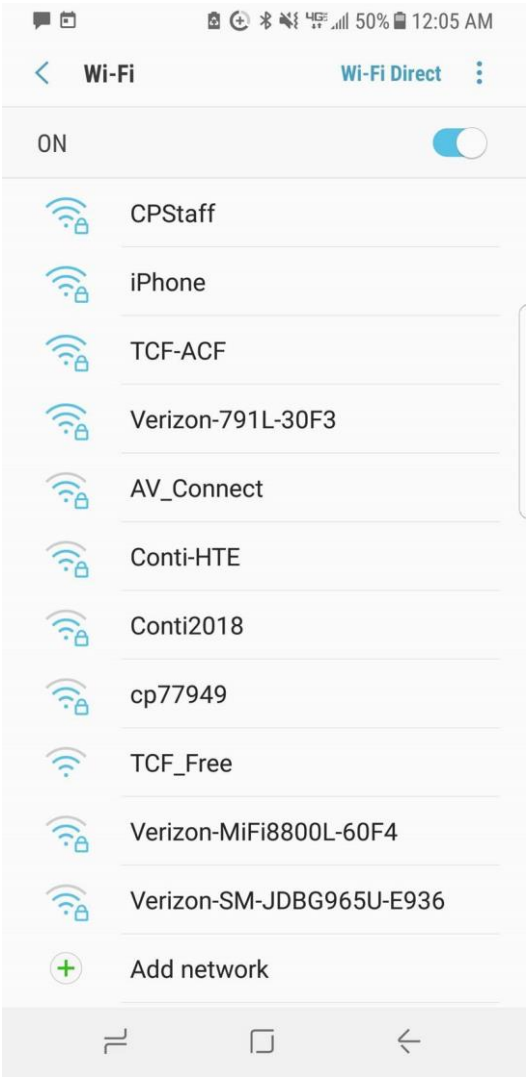 4GE 50% 12:05 AM
Wi-Fi Wi-Fi Direct
ON
CPStaff
iPhone
TCF-ACF
Verizon-791L-30F3
AV_Connect
Conti-HTE
Conti2018
cp77949
TCF_Free
Verizon-MiFi8800L-60F4
Verizon-SM-JDBG965U-E936
Add network